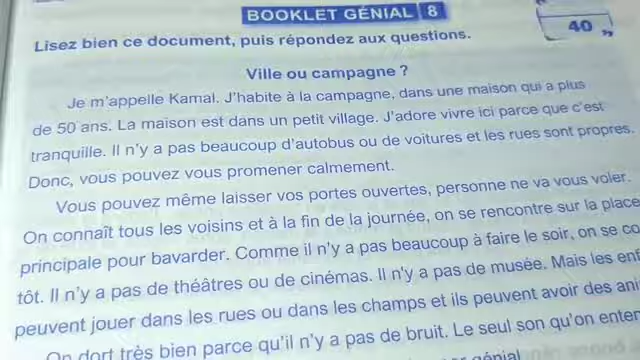 BOOKLET GÉNIAL 8
40
Lisez bien ce document, puis répondez aux questions.
Ville ou campagne ?
Je m'appelle Kamal. J'habite à la campagne, dans une maison qui a plus
de 50 ans. La maison est dans un petit village. J'adore vivre ici parce que c'est
tranquille. Il n'y a pas beaucoup d'autobus ou de voitures et les rues sont propres.
Donc, vous pouvez vous promener calmement.
Vous pouvez même laisser vos portes ouvertes, personne ne va vous voler.
On connaît tous les voisins et à la fin de la journée, on se rencontre sur la place
principale pour bavarder. Comme il n'y a pas beaucoup à faire le soir, on se co
tôt. Il n'y a pas de théâtres ou de cinémas. Il n'y a pas de musée. Mais les enf
peuvent jouer dans les rues ou dans les champs et ils peuvent avoir des ani
On dort très bien parce qu'il n'y a pas de bruit. Le seul son qu'on enten
génial